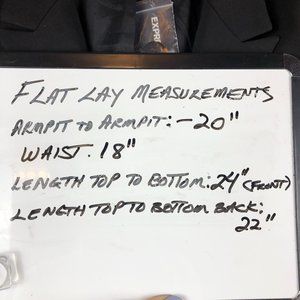 EXPR
FLAT LAY MEASUREMENTS
ARMPIT TO ARMPIT: -20"
WAIST. 18"
LENGTH TOP TO BOTTOM: 24" (FRONT)
LENGTH TOP TO BOTTOM BACK:
22"